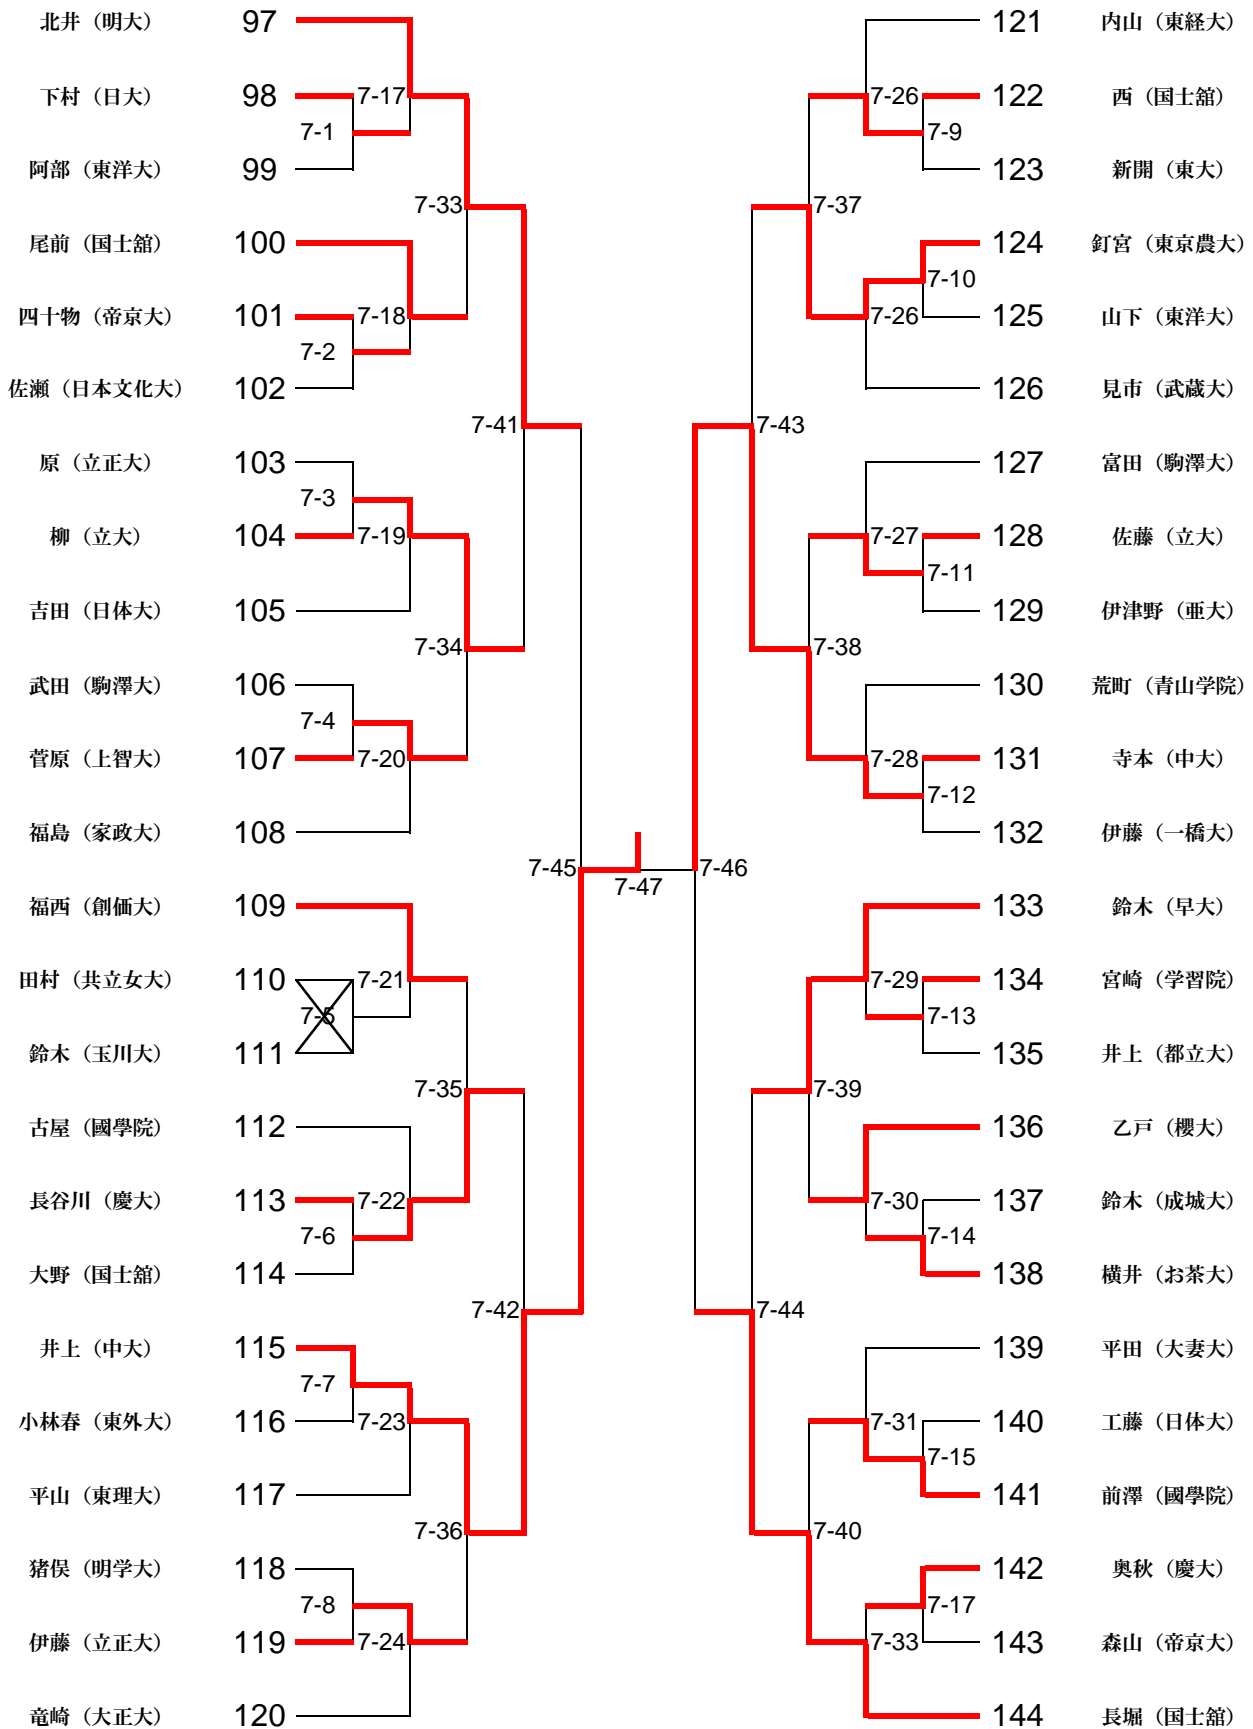 北井（明大） 97
下村（日大） 98
阿部（東洋大） 99
尾前（国士舘） 100
四十物（帝京大） 101
佐瀬（日本文化大） 102
原（立正大） 103
柳（立大） 104
吉田（日体大） 105
武田（駒澤大） 106
菅原（上智大） 107
福島（家政大） 108
福西（創価大） 109
田村（共立女大） 110
鈴木（玉川大） 111
古屋（國學院） 112
長谷川（慶大） 113
大野（国士舘） 114
井上（中大） 115
小林春（東外大） 116
平山（東理大） 117
猪俣（明学大） 118
伊藤（立正大） 119
竜崎（大正大） 120
7-1
7-2
7-3
7-4
7-5
7-6
7-7
7-8
7-17
7-18
7-19
7-20
7-21
7-22
7-23
7-24
7-33
7-34
7-35
7-36
7-41
7-42
7-45
7-47
7-46
7-43
7-44
7-37
7-38
7-39
7-40
7-26
7-26
7-27
7-28
7-29
7-30
7-31
7-33
7-9
7-10
7-11
7-12
7-13
7-14
7-15
7-17
121 内山（東経大）
122 西（国士舘）
123 新開（東大）
124 釘宮（東京農大）
125 山下（東洋大）
126 見市（武蔵大）
127 富田（駒澤大）
128 佐藤（立大）
129 伊津野（亜大）
130 荒町（青山学院）
131 寺本（中大）
132 伊藤（一橋大）
133 鈴木（早大）
134 宮崎（学習院）
135 井上（都立大）
136 乙戸（櫻大）
137 鈴木（成城大）
138 横井（お茶大）
139 平田（大妻大）
140 工藤（日体大）
141 前澤（國學院）
142 奥秋（慶大）
143 森山（帝京大）
144 長堀（国士舘）